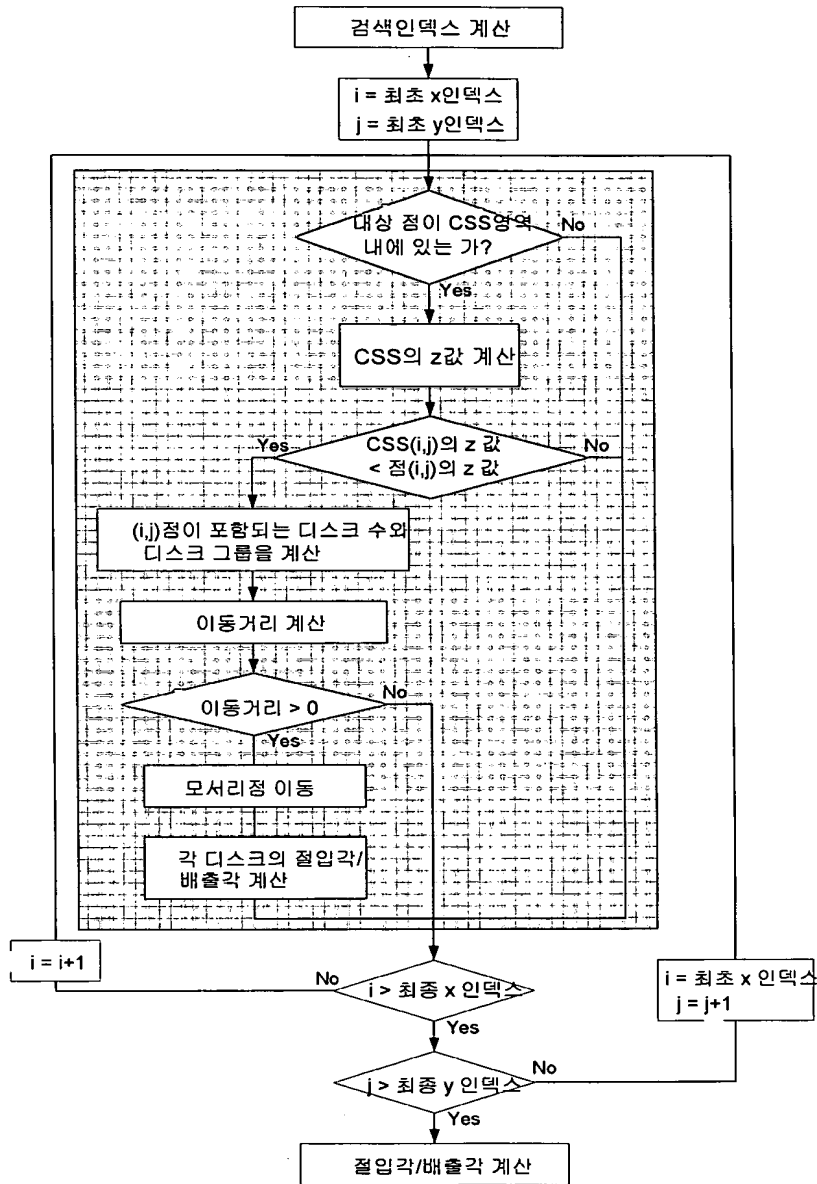 검색인덱스 계산
i = 최초 x인덱스
j = 최초 y인덱스
대상 점이 CSS영역
내에 있는 가?
No
Yes
CSS의 z값 계산
CSS(i,j)의 z 값
< 점(i,j)의 z 값
Yes
No
(i,j)점이 포함되는 디스크 수와
디스크 그룹을 계산
이동거리 계산
이동거리 > 0
No
Yes
모서리점 이동
각 디스크의 절입각/
배출각 계산
i = i+1
No
i > 최종 x 인덱스
Yes
i = 최초 x 인덱스
j = j+1
j > 최종 y 인덱스
No
Yes
절입각/배출각 계산